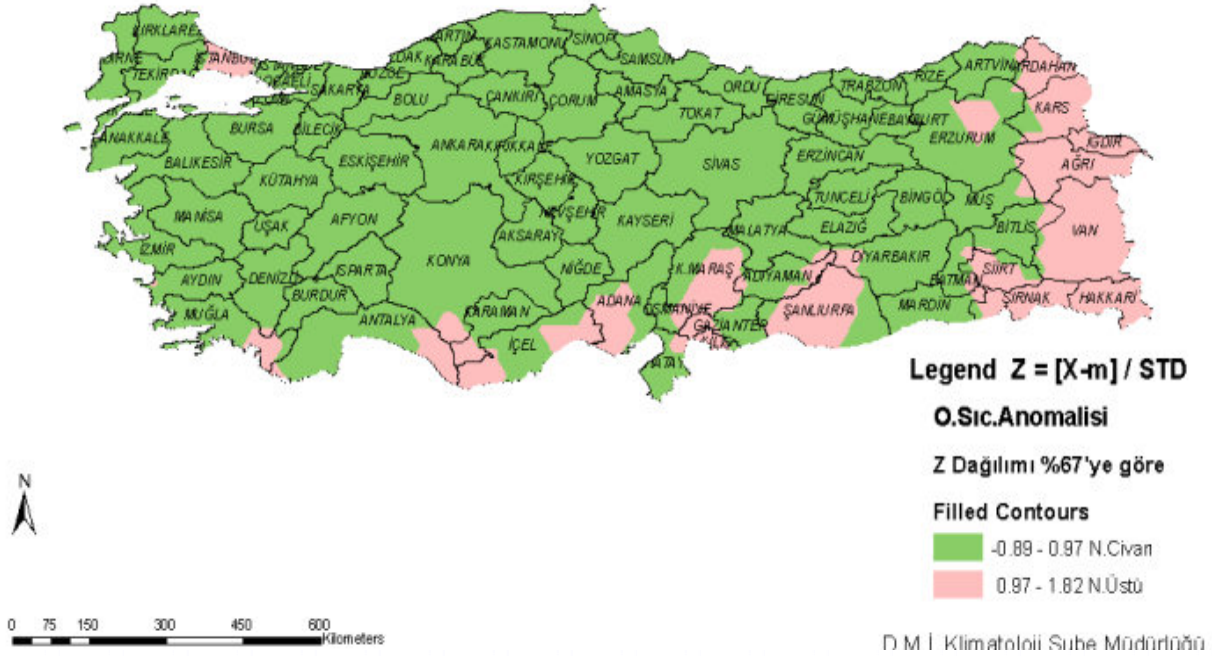 KIRKLARE
ARTIN
KASTAMONU
SİNOP
EDİRNE
İSTANBUL
LDAK
KARABÜK
SAMSUN
ARTVİN
ARDAHAN
TEKİRDAĞ
SAKARYA
BOLU
ÇANKIRI
ÇORUM
AMASYA
ORDU
GİRESUN
TRABZON
RİZE
KARS
TOKAT
GÜMÜŞHANE
BAYBURT
ERZURUM
ANAKKALE
BURSA
BİLECİK
ANKARA
KIRIKKALE
IĞDIR
BALIKESİR
ESKİŞEHİR
YOZGAT
SİVAS
ERZİNCAN
AĞRI
KÜTAHYA
KIRŞEHİR
TUNCELİ
BİNGÖL
MUŞ
MANİSA
UŞAK
AFYON
NEVŞEHİR
KAYSERİ
MALATYA
ELAZIĞ
BİTLİS
VAN
İZMİR
AKSARAY
AYDIN
DENİZLİ
ISPARTA
KONYA
NİĞDE
K.MARAŞ
ADIYAMAN
DİYARBAKIR
BATMAN
SİİRT
BURDUR
ADANA
OSMANİYE
ŞANLIURFA
MARDİN
ŞIRNAK
HAKKARİ
MUĞLA
ANTALYA
KARAMAN
İÇEL
GAZİANTEP
KİLİS
HATAY
Legend Z = [X-m] / STD
O.Sıc.Anomalisi
Z Dağılımı %67'ye göre
Filled Contours
-0.89 - 0.97 N.Civarı
0.97 - 1.82 N.Üstü
N
0 75 150 300 450 600
Kilometers
D.M.İ. Klimatoloji Şube Müdürlüğü